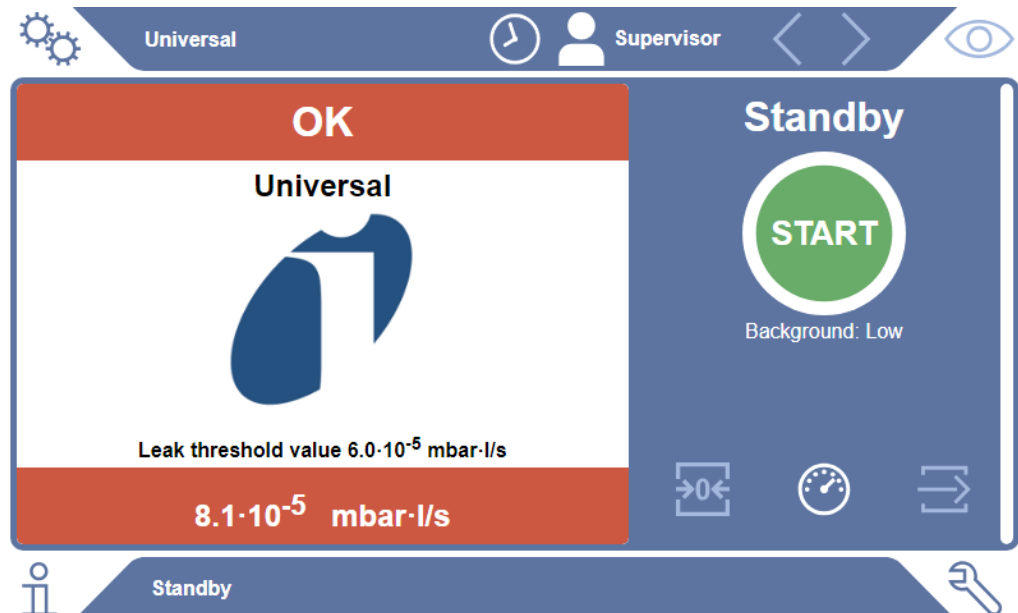 Universal
Supervisor
OK
Universal
Leak threshold value 6.0·10⁻⁵ mbar·l/s
8.1·10⁻⁵ mbar·l/s
Standby
START
Background: Low
→0←
Standby